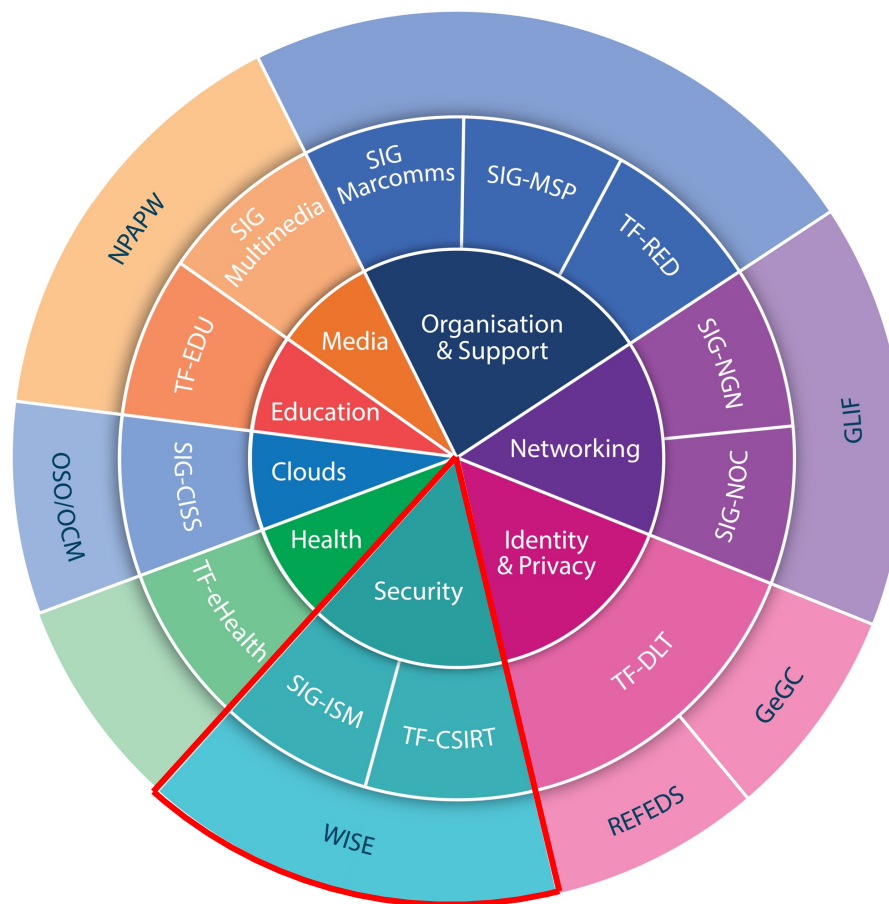 NPAPW
SIG
Multimedia
SIG
Marcomms
SIG-MSP
TF-RED
TF-EDU
Media
Organisation
& Support
SIG-NGN
GLIF
Education
Networking
OSO/OCM
SIG-CISS
Clouds
SIG-NOC
Health
Identity
& Privacy
TF-eHealth
Security
TF-DLT
SIG-ISM
TF-CSIRT
GeGC
WISE
REFEDS